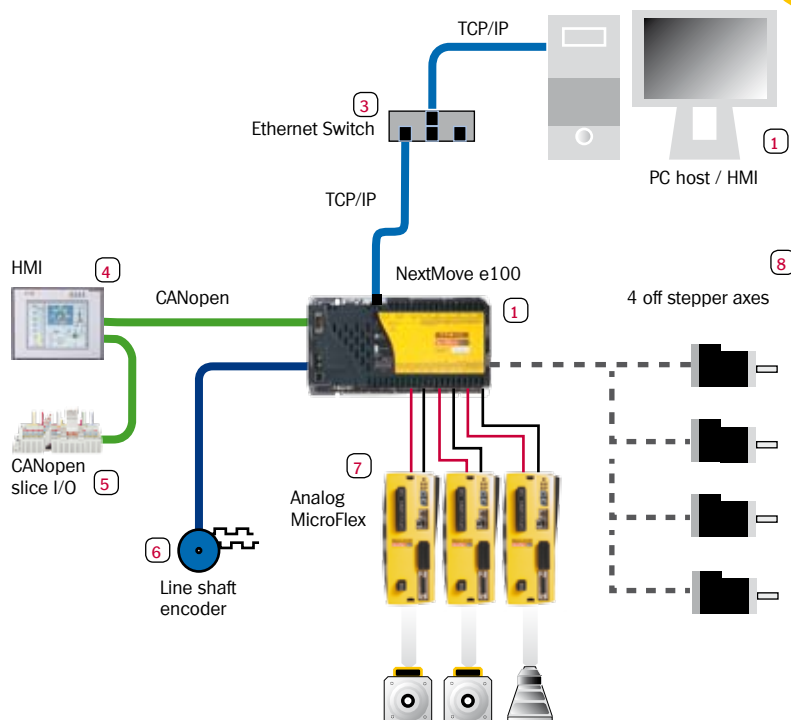 TCP/IP
3
Ethernet Switch
1
PC host / HMI
TCP/IP
HMI
4
CANopen
NextMove e100
1
8
4 off stepper axes
CANopen
slice I/O
5
7
Analog
MicroFlex
6
Line shaft
encoder